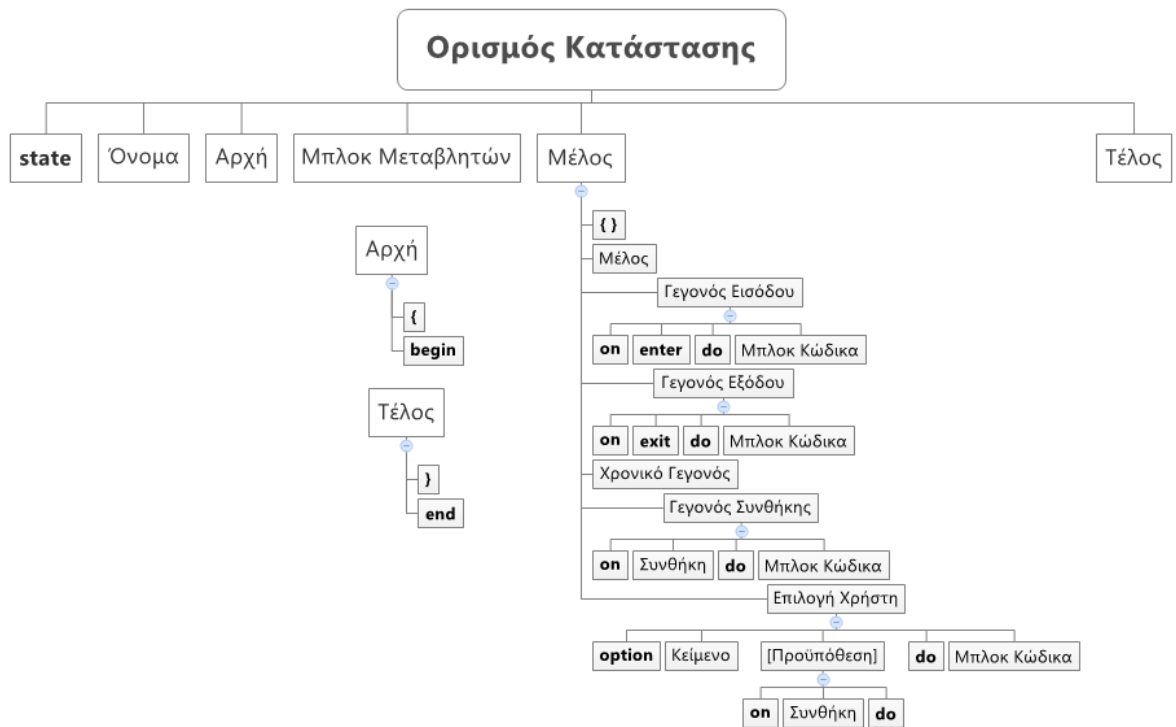 Ορισμός Κατάστασης
state Όνομα Αρχή Μπλοκ Μεταβλητών Μέλος Τέλος
{ }
Μέλος
Γεγονός Εισόδου
on enter do Μπλοκ Κώδικα
Γεγονός Εξόδου
on exit do Μπλοκ Κώδικα
Χρονικό Γεγονός
Γεγονός Συνθήκης
on Συνθήκη do Μπλοκ Κώδικα
Επιλογή Χρήστη
option Κείμενο [Προϋπόθεση] do Μπλοκ Κώδικα
on Συνθήκη do
Αρχή
{
begin
Τέλος
}
end